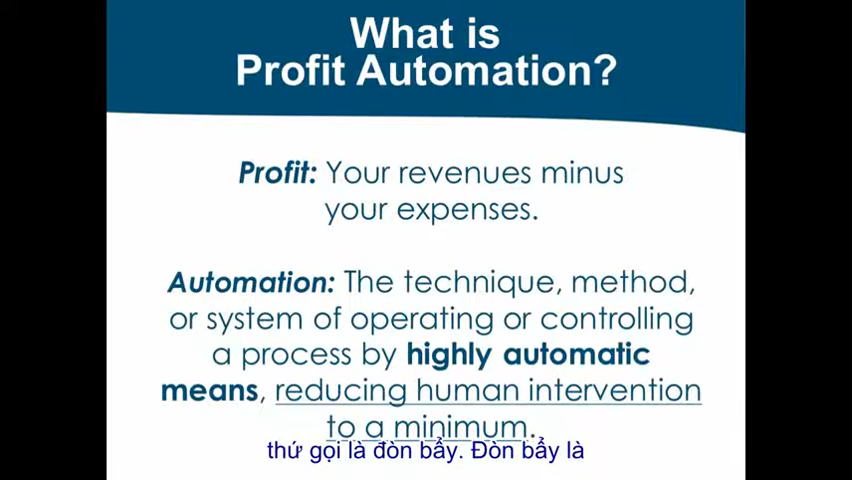 What is
Profit Automation?
Profit: Your revenues minus
your expenses.
Automation: The technique, method,
or system of operating or controlling
a process by highly automatic
means, reducing human intervention
to a minimum.
thứ gọi là đòn bẩy. Đòn bẩy là